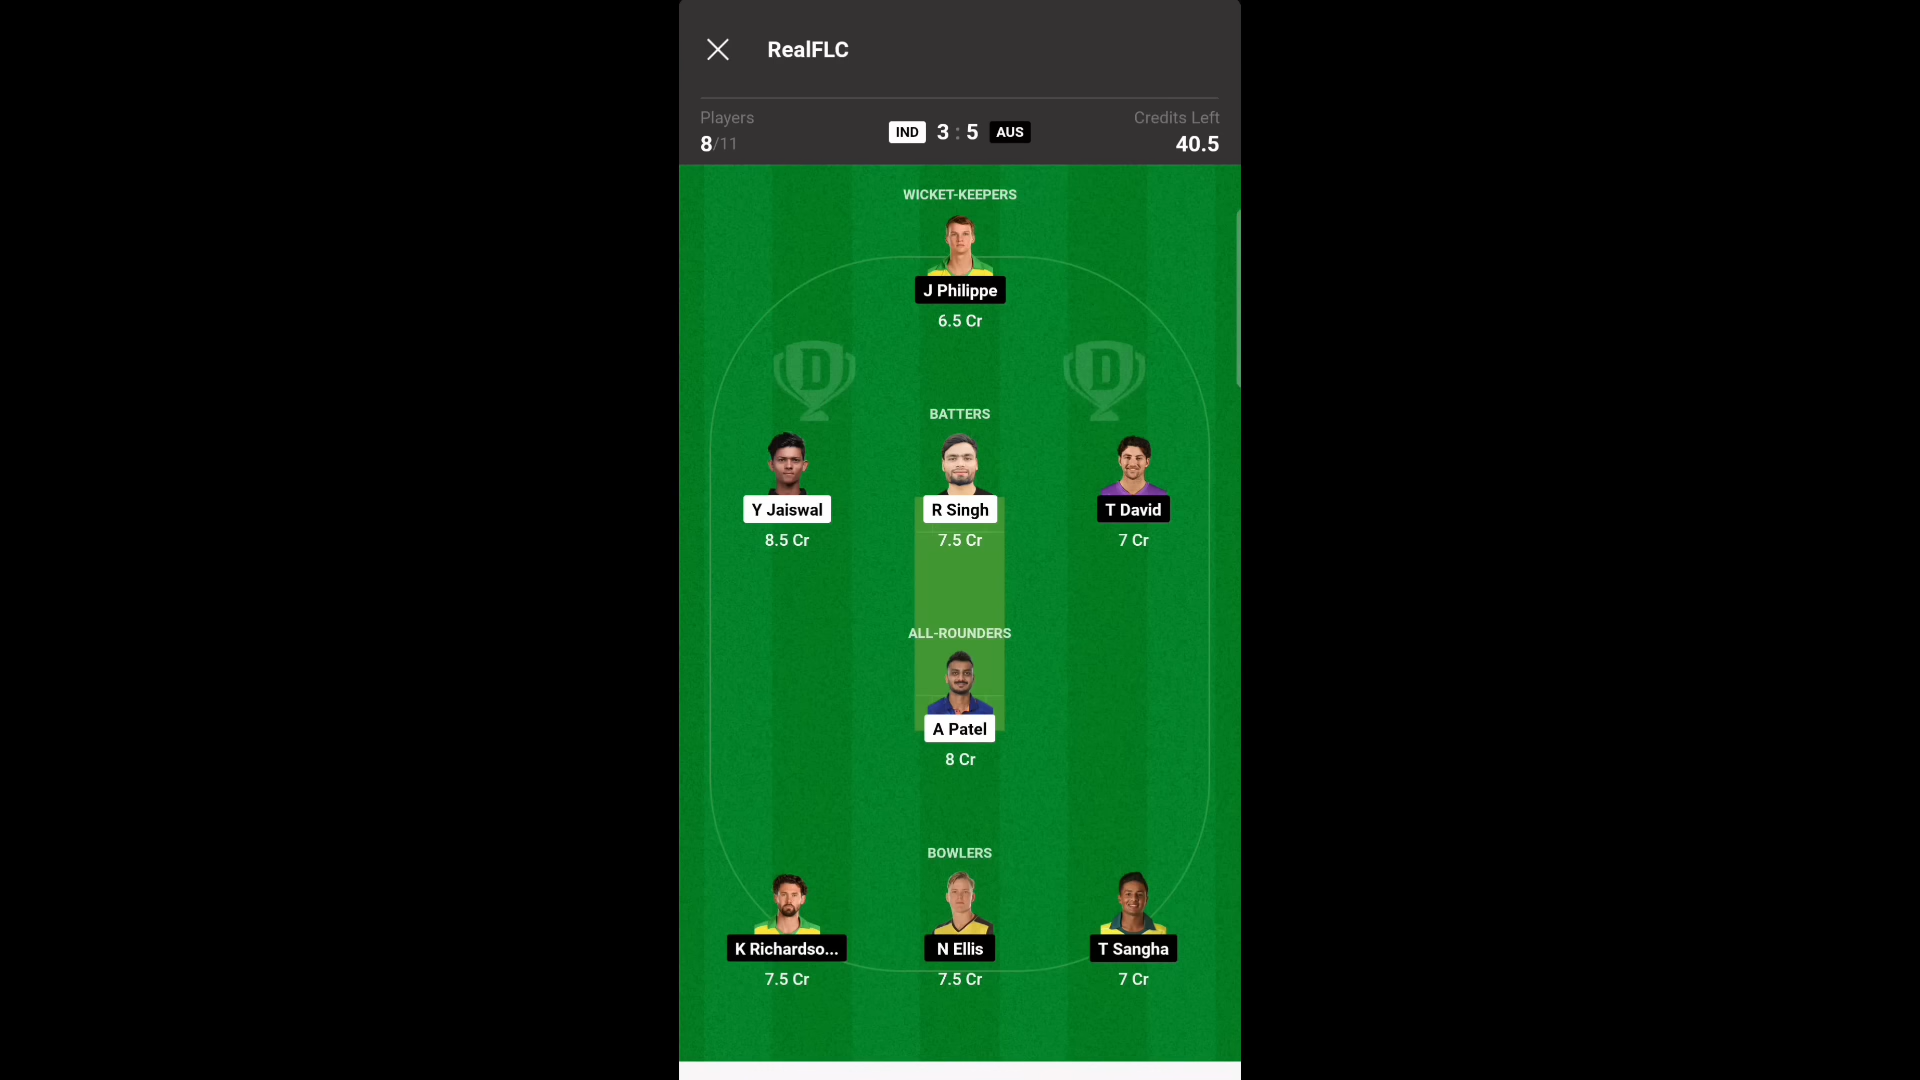 RealFLC
Players
8/11
IND 3 : 5 AUS
Credits Left
40.5
WICKET-KEEPERS
J Philippe
6.5 Cr
D D
BATTERS
Y Jaiswal R Singh T David
8.5 Cr 7.5 Cr 7 Cr
ALL-ROUNDERS
A Patel
8 Cr
BOWLERS
K Richardso... N Ellis T Sangha
7.5 Cr 7.5 Cr 7 Cr